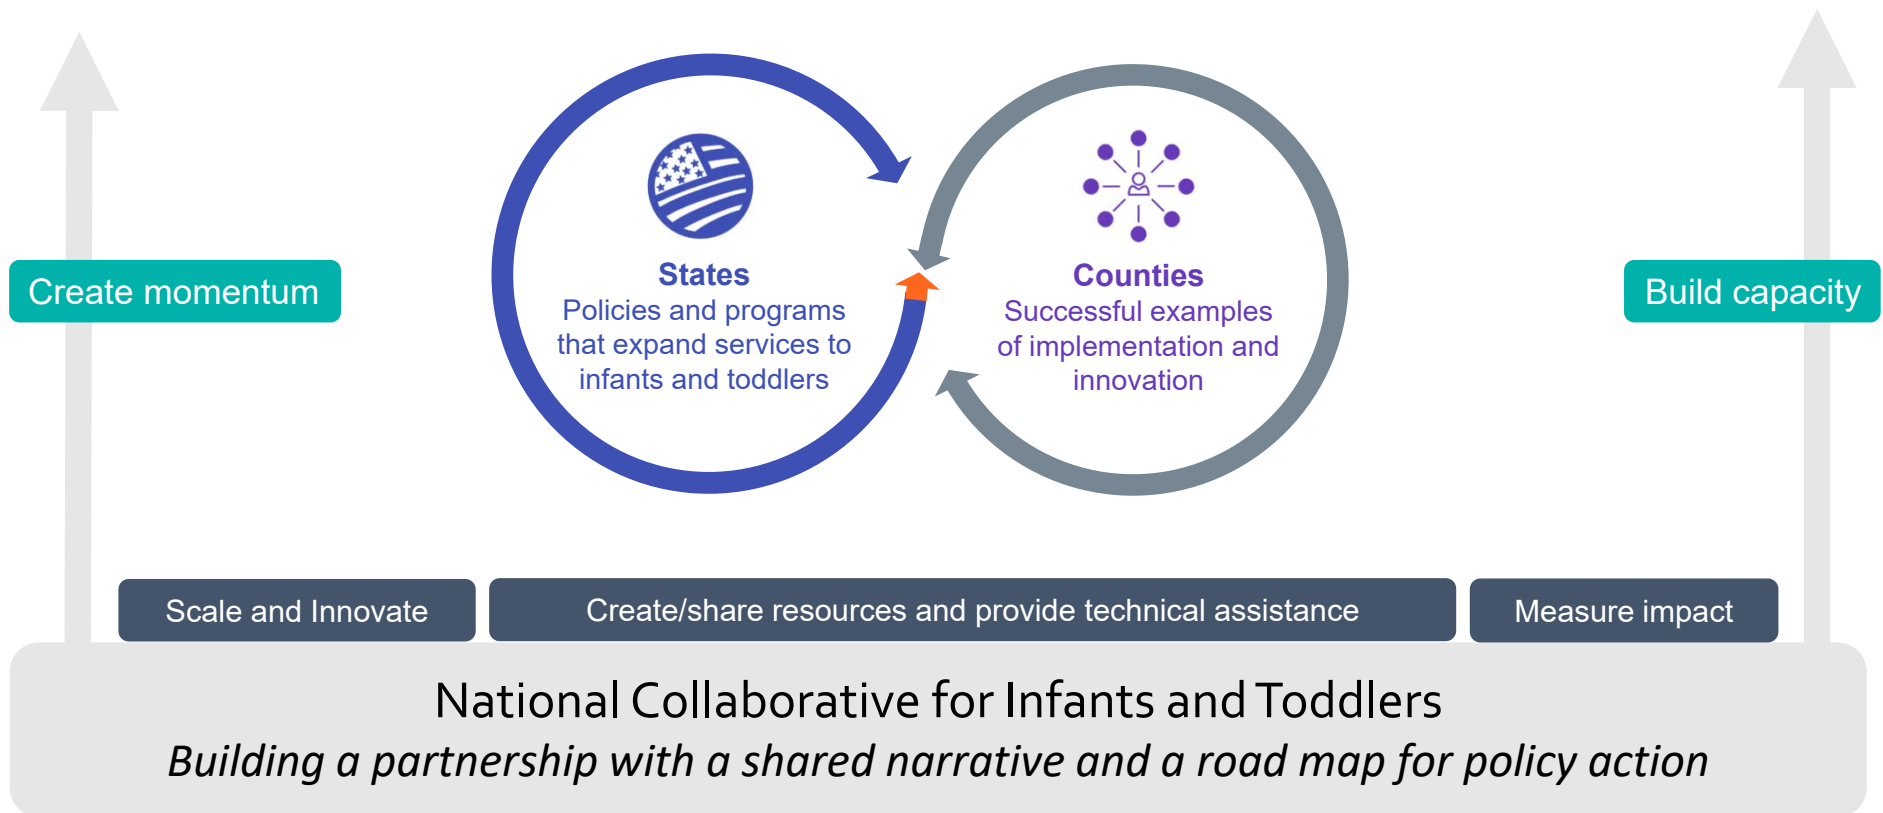 Create momentum
States
Policies and programs
that expand services to
infants and toddlers
Counties
Successful examples
of implementation and
innovation
Build capacity
Scale and Innovate
Create/share resources and provide technical assistance
Measure impact
National Collaborative for Infants and Toddlers
Building a partnership with a shared narrative and a road map for policy action